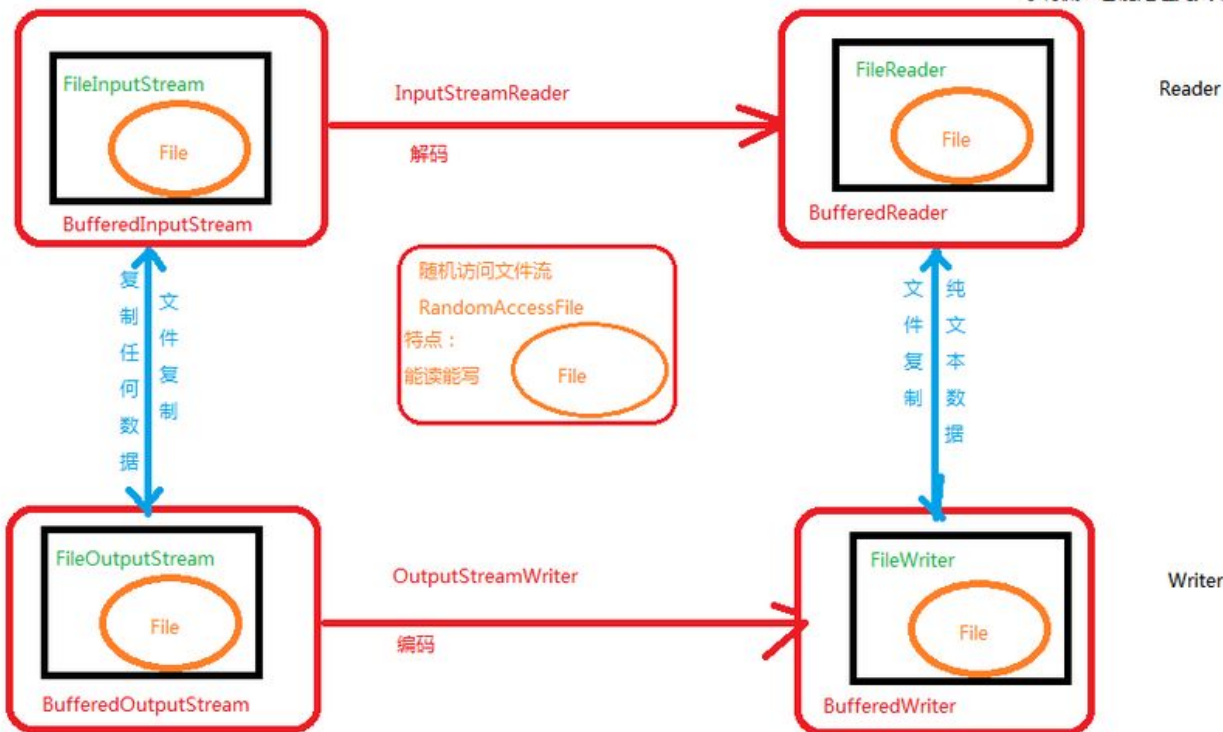 FileInputStream
File
BufferedInputStream
InputStreamReader
解码
FileReader
File
BufferedReader
Reader
复制任何数据
文件复制
随机访问文件流
RandomAccessFile
特点：
能读能写
File
文件复制
纯文本数据
FileOutputStream
File
BufferedOutputStream
OutputStreamWriter
编码
FileWriter
File
BufferedWriter
Writer